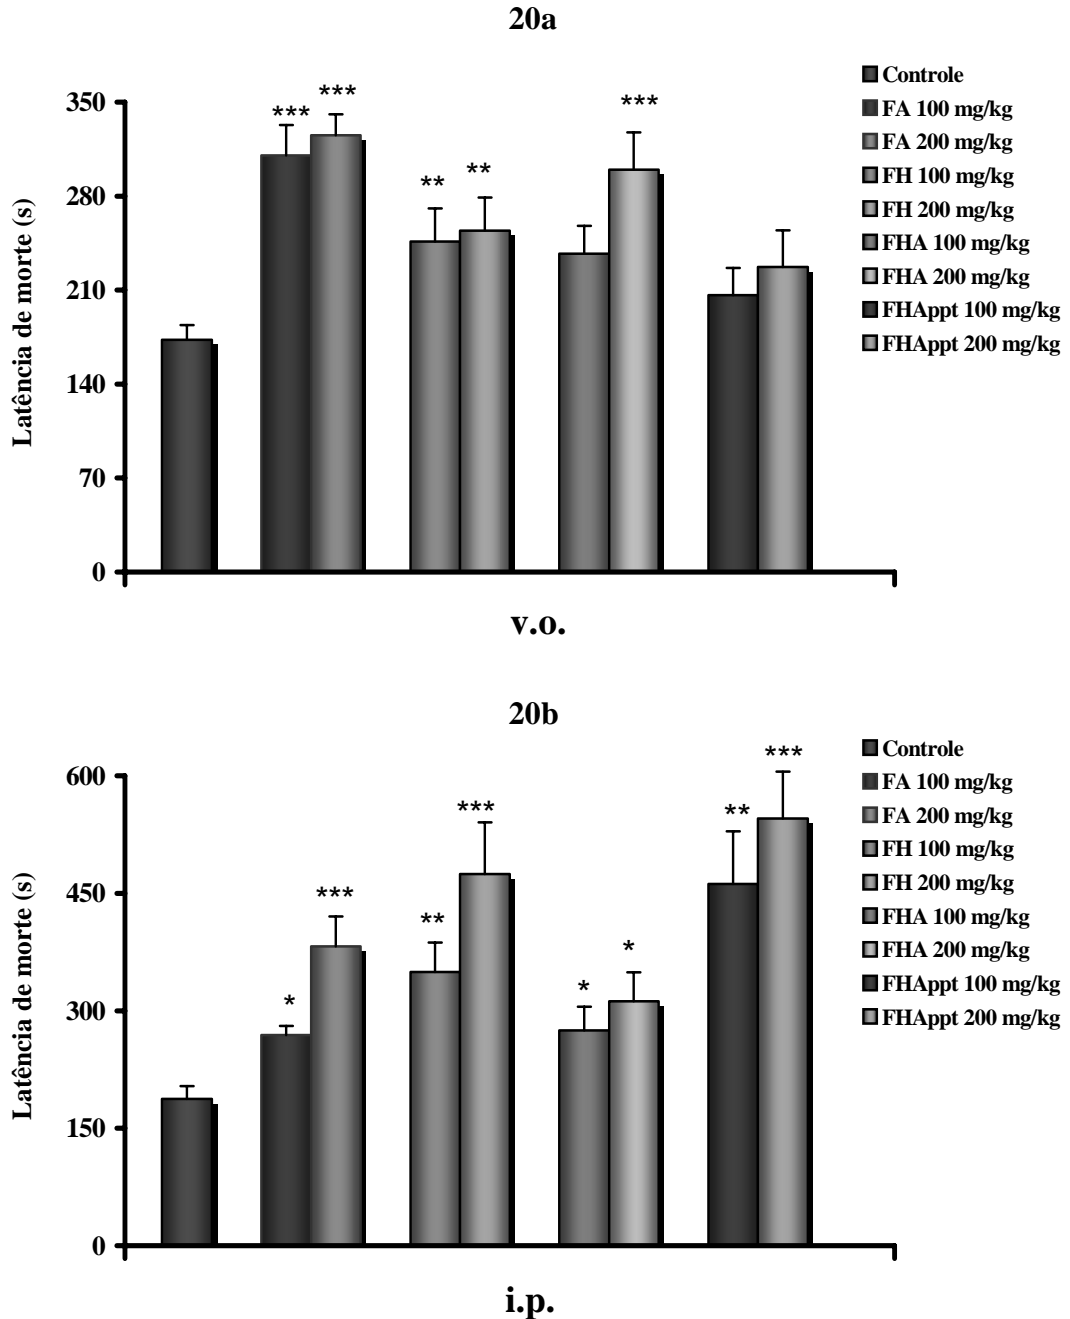 20a
Latência de morte (s)
350
280
210
140
70
0
***
***
**
**
***
v.o.
Controle
FA 100 mg/kg
FA 200 mg/kg
FH 100 mg/kg
FH 200 mg/kg
FHA 100 mg/kg
FHA 200 mg/kg
FHAppt 100 mg/kg
FHAppt 200 mg/kg
20b
Latência de morte (s)
600
450
300
150
0
*
***
**
***
*
*
**
***
i.p.
Controle
FA 100 mg/kg
FA 200 mg/kg
FH 100 mg/kg
FH 200 mg/kg
FHA 100 mg/kg
FHA 200 mg/kg
FHAppt 100 mg/kg
FHAppt 200 mg/kg